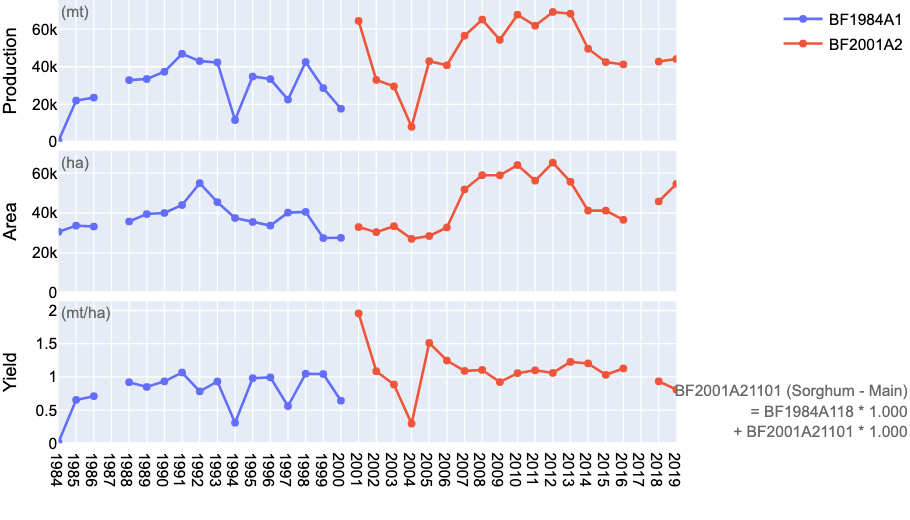 (mt)
Production
60k
40k
20k
0
BF1984A1
BF2001A2
(ha)
Area
60k
40k
20k
0
(mt/ha)
Yield
2
1.5
1
0.5
0
BF2001A21101 (Sorghum - Main)
= BF1984A118 * 1.000
+ BF2001A21101 * 1.000
1984
1985
1986
1987
1988
1989
1990
1991
1992
1993
1994
1995
1996
1997
1998
1999
2000
2001
2002
2003
2004
2005
2006
2007
2008
2009
2010
2011
2012
2013
2014
2015
2016
2017
2018
2019